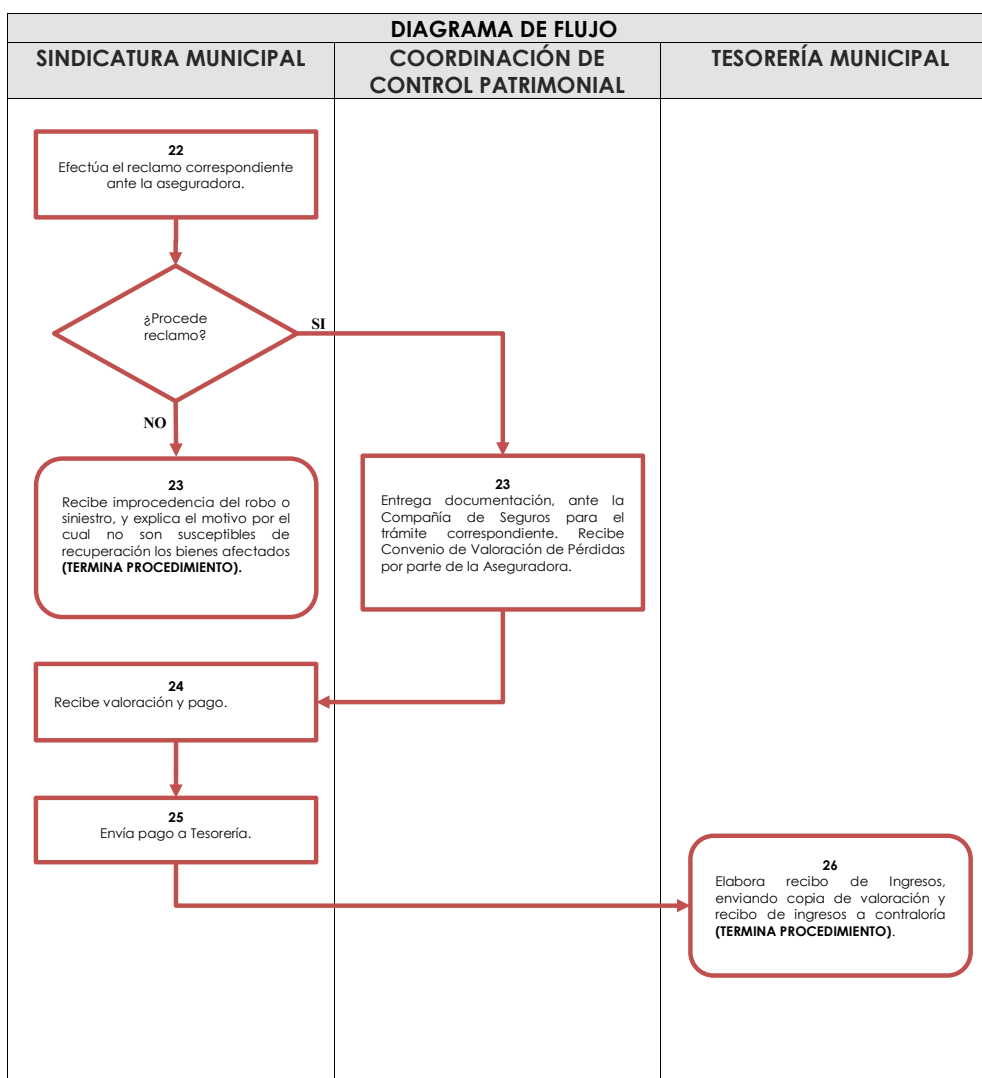 DIAGRAMA DE FLUJO
SINDICATURA MUNICIPAL
COORDINACIÓN DE
CONTROL PATRIMONIAL
TESORERÍA MUNICIPAL
22
Efectúa el reclamo correspondiente
ante la aseguradora.
¿Procede
reclamo?
SI
NO
23
Recibe improcedencia del robo o
siniestro, y explica el motivo por el
cual no son susceptibles de
recuperación los bienes afectados
(TERMINA PROCEDIMIENTO).
23
Entrega documentación, ante la
Compañía de Seguros para el
trámite correspondiente. Recibe
Convenio de Valoración de Pérdidas
por parte de la Aseguradora.
24
Recibe valoración y pago.
25
Envía pago a Tesorería.
26
Elabora recibo de Ingresos,
enviando copia de valoración y
recibo de ingresos a contraloría
(TERMINA PROCEDIMIENTO).